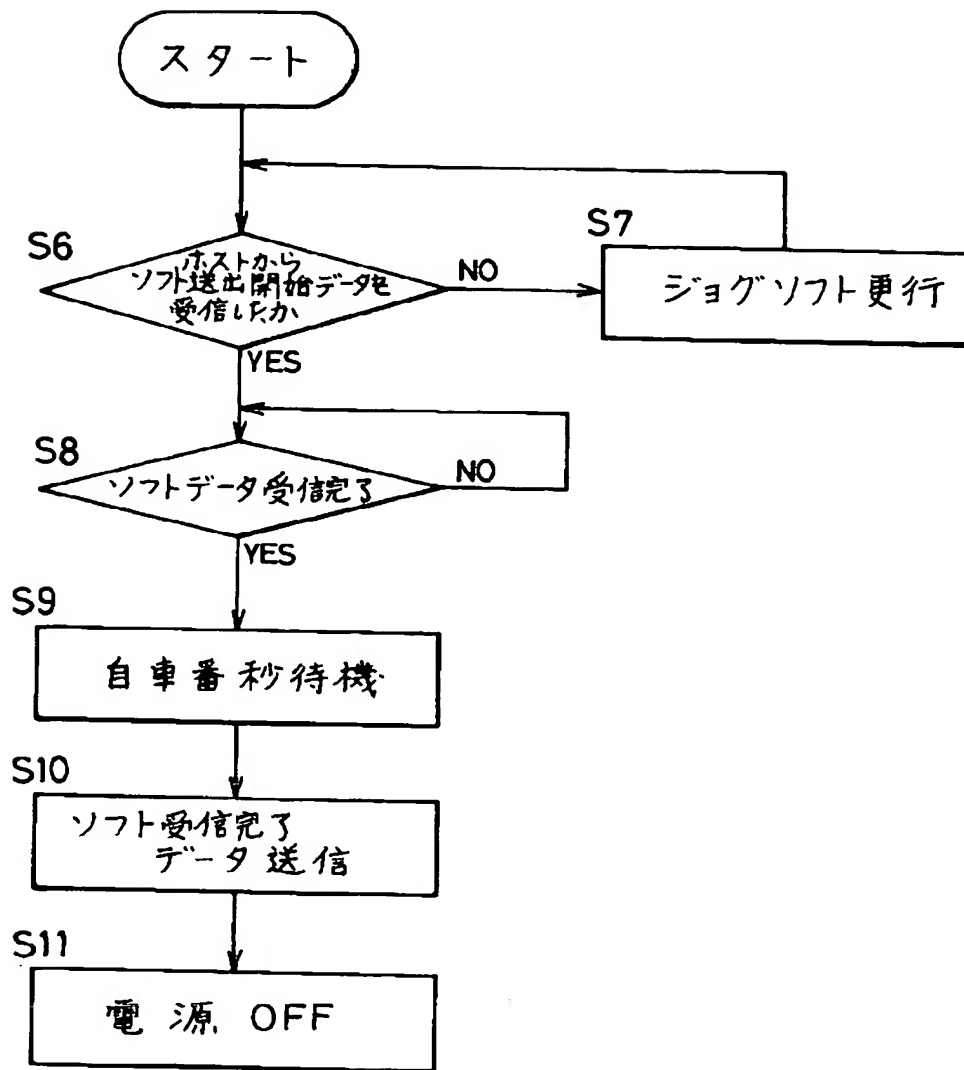 スタート
S6
ホストから
ソフト送出開始データを
受信したか
NO
S7
ジョグソフト更行
YES
S8
ソフトデータ受信完了
NO
YES
S9
自車番秒待機
S10
ソフト受信完了
データ送信
S11
電源 OFF